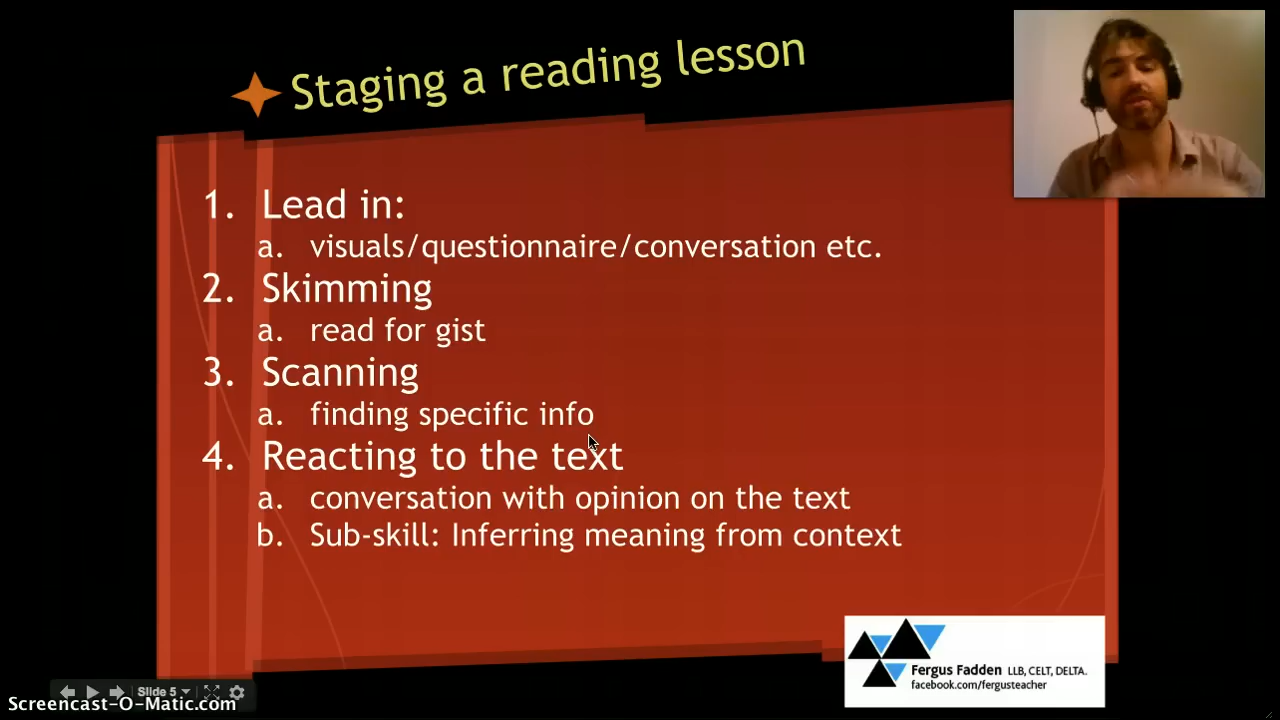 Staging a reading lesson
1. Lead in:
a. visuals/questionnaire/conversation etc.
2. Skimming
a. read for gist
3. Scanning
a. finding specific info
4. Reacting to the text
a. conversation with opinion on the text
b. Sub-skill: Inferring meaning from context
Fergus Fadden LLB, CELT, DELTA.
facebook.com/fergusteacher
Slide 5
Screencast-O-Matic.com